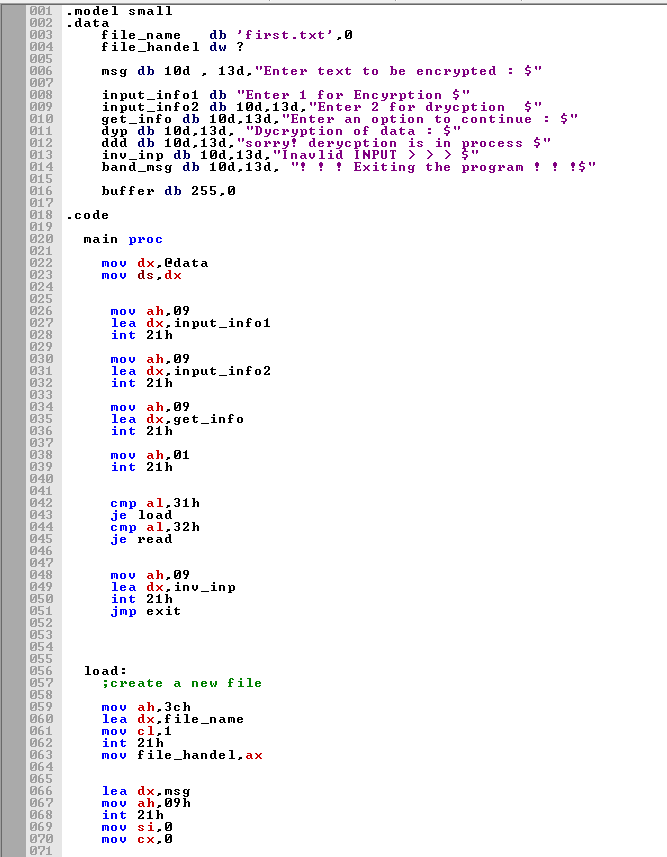 001 .model small
002 .data
003 file_name db 'first.txt',0
004 file_handel dw ?
005
006 msg db 10d , 13d,"Enter text to be encrypted : $"
007
008 input_info1 db "Enter 1 for Encyrption $"
009 input_info2 db 10d,13d,"Enter 2 for drycption $"
010 get_info db 10d,13d,"Enter an option to continue : $"
011 dyp db 10d,13d, "Dycryption of data : $"
012 ddd db 10d,13d,"sorry! derycption is in process $"
013 inv_inp db 10d,13d,"Inavlid INPUT > > > $"
014 band_msg db 10d,13d, "! ! ! Exiting the program ! ! !$"
015
016 buffer db 255,0
017
018 .code
019
020 main proc
021
022 mov dx,@data
023 mov ds,dx
024
025
026 mov ah,09
027 lea dx,input_info1
028 int 21h
029
030 mov ah,09
031 lea dx,input_info2
032 int 21h
033
034 mov ah,09
035 lea dx,get_info
036 int 21h
037
038 mov ah,01
039 int 21h
040
041
042 cmp al,31h
043 je load
044 cmp al,32h
045 je read
046
047
048 mov ah,09
049 lea dx,inv_inp
050 int 21h
051 jmp exit
052
053
054
055
056 load:
057 ;create a new file
058
059 mov ah,3ch
060 lea dx,file_name
061 mov cl,1
062 int 21h
063 mov file_handel,ax
064
065
066 lea dx,msg
067 mov ah,09h
068 int 21h
069 mov si,0
070 mov cx,0
071